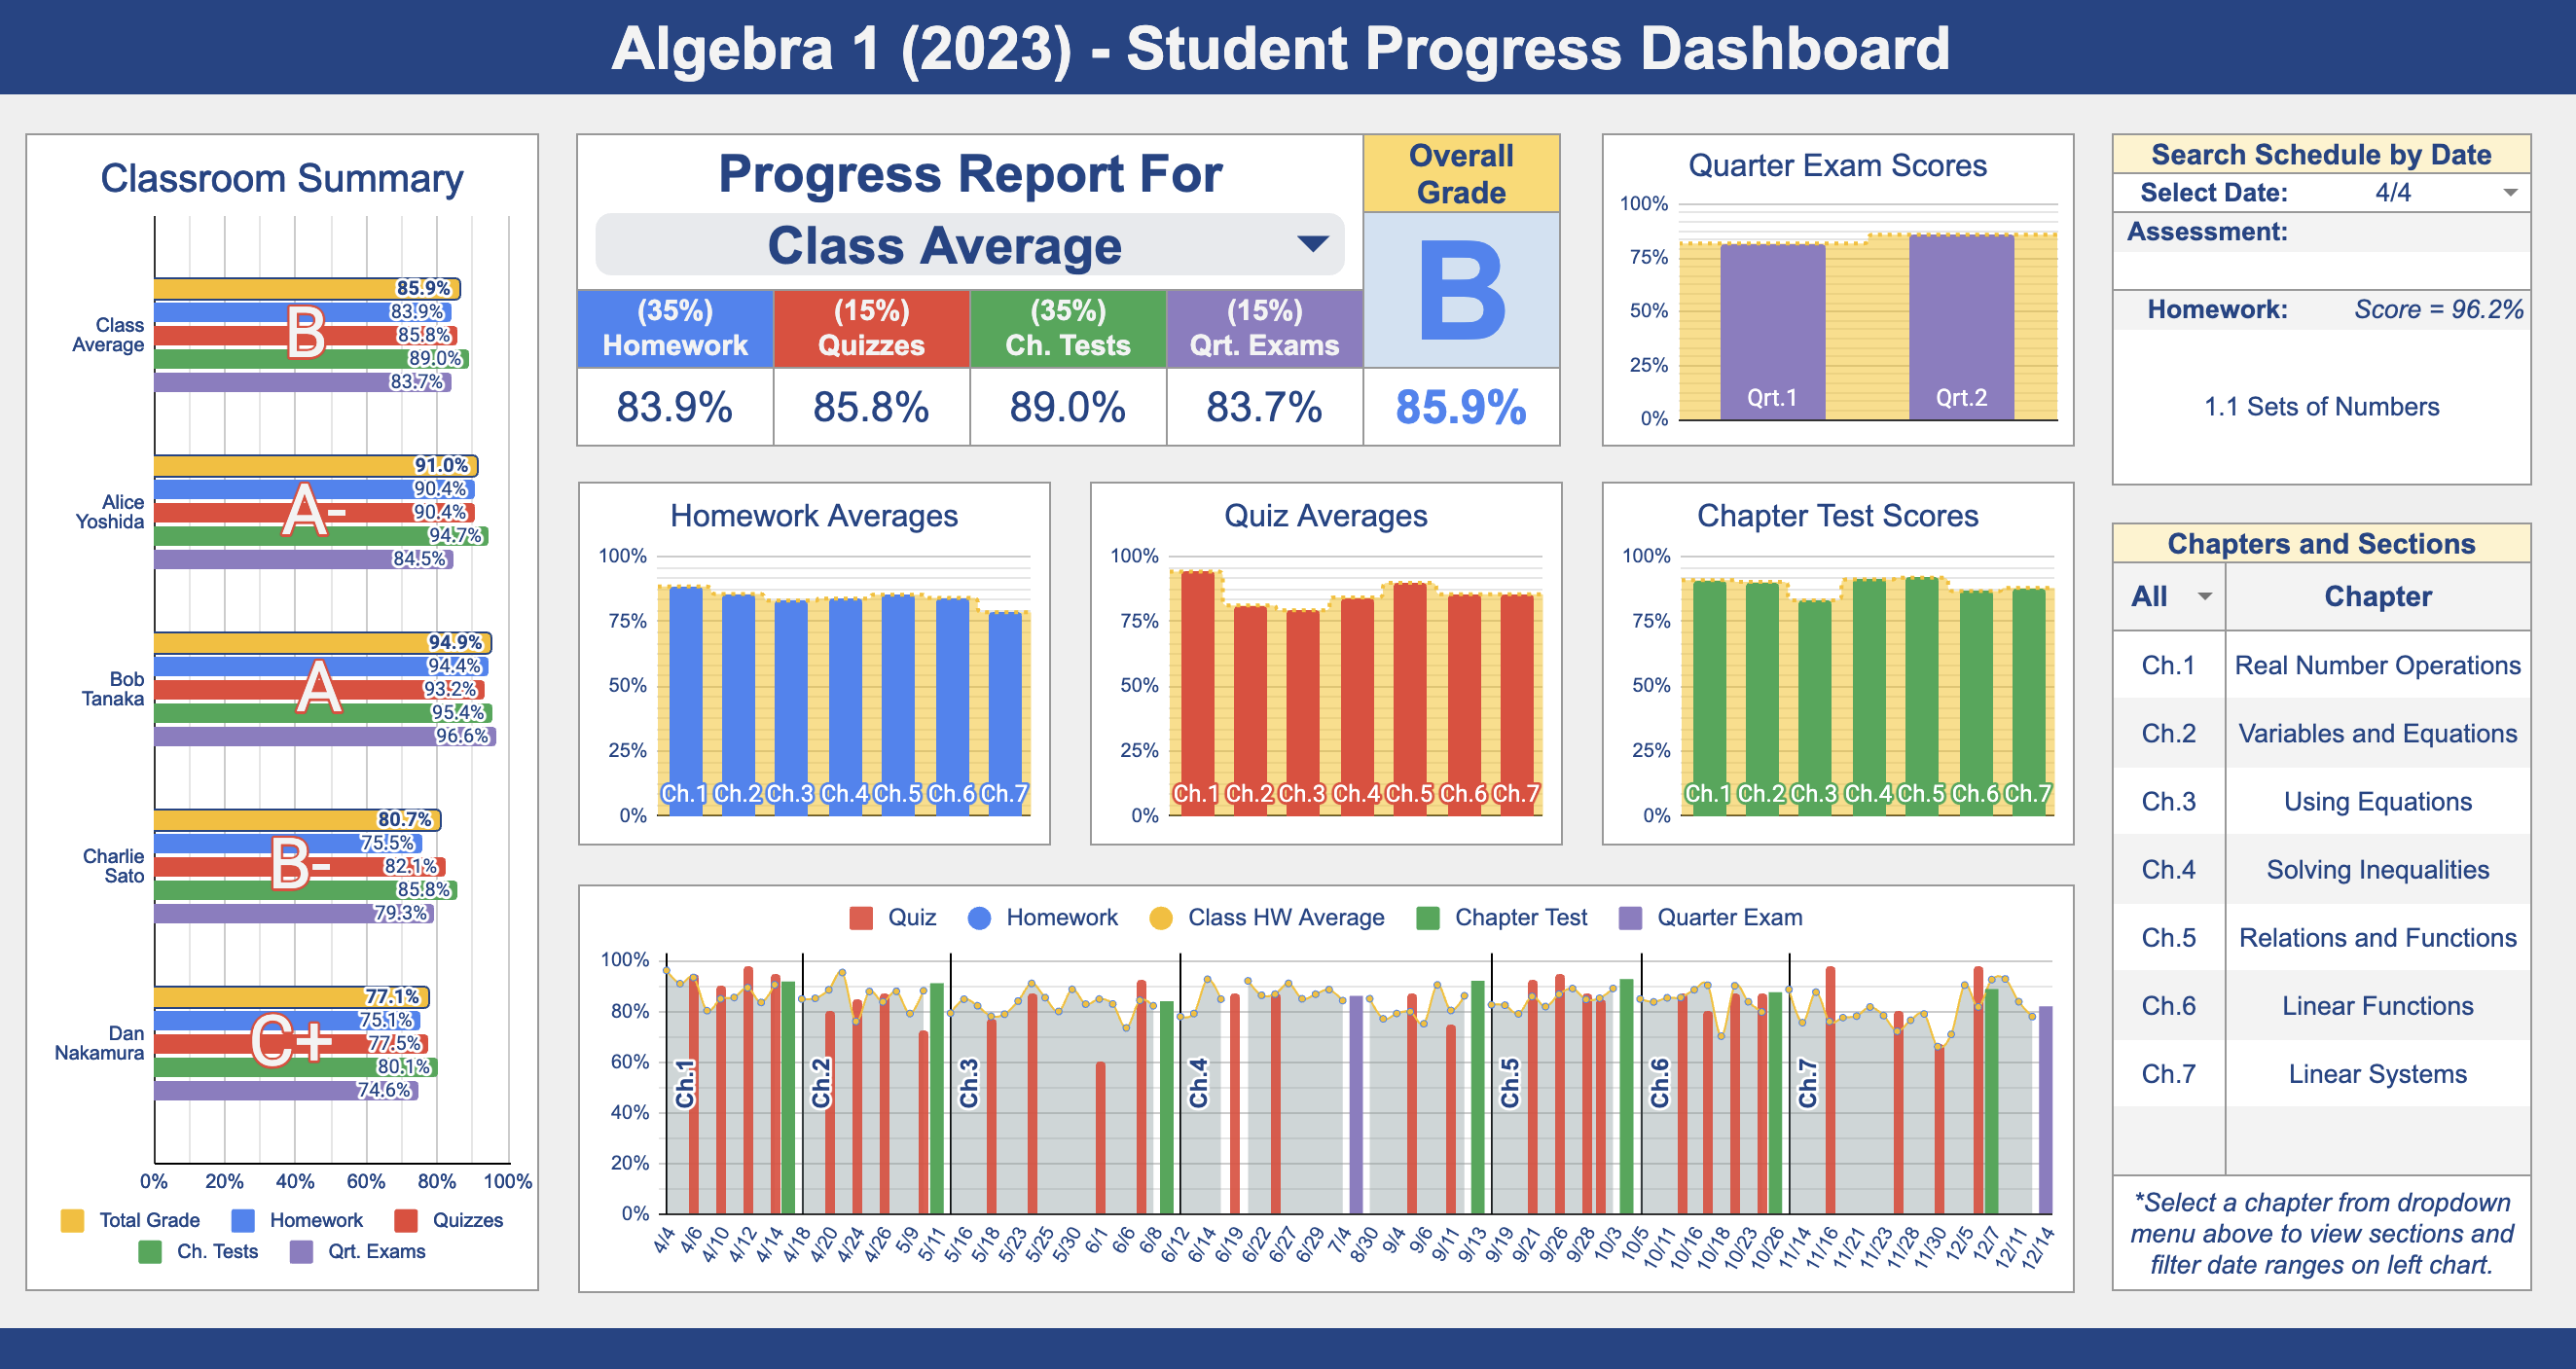 Algebra 1 (2023) - Student Progress Dashboard
Classroom Summary
Class
Average
85.9%
83.9%
85.8%
89.0%
83.7%
B
Alice
Yoshida
91.0%
90.4%
90.4%
94.7%
84.5%
A-
Bob
Tanaka
94.9%
94.4%
93.2%
95.4%
96.6%
A
Charlie
Sato
80.7%
75.5%
82.1%
85.8%
79.3%
B-
Dan
Nakamura
77.1%
75.1%
77.5%
80.1%
74.6%
C+
0% 20% 40% 60% 80% 100%
Total Grade Homework Quizzes
Ch. Tests Qrt. Exams
Progress Report For
Class Average
Overall
Grade
B
(35%) (15%) (35%) (15%)
Homework Quizzes Ch. Tests Qrt. Exams
83.9% 85.8% 89.0% 83.7% 85.9%
Quarter Exam Scores
100%
75%
50%
25%
0%
Qrt.1 Qrt.2
Homework Averages
100%
75%
50%
25%
0%
Ch.1 Ch.2 Ch.3 Ch.4 Ch.5 Ch.6 Ch.7
Quiz Averages
100%
75%
50%
25%
0%
Ch.1 Ch.2 Ch.3 Ch.4 Ch.5 Ch.6 Ch.7
Chapter Test Scores
100%
75%
50%
25%
0%
Ch.1 Ch.2 Ch.3 Ch.4 Ch.5 Ch.6 Ch.7
Quiz Homework Class HW Average Chapter Test Quarter Exam
100%
80%
60%
40%
20%
0%
Ch.1 Ch.2 Ch.3 Ch.4 Ch.5 Ch.6 Ch.7
4/4 4/6 4/10 4/12 4/14 4/18 4/20 4/24 4/26 5/9 5/11 5/16 5/18 5/23 5/25 5/30 6/1 6/6 6/8 6/12 6/14 6/19 6/22 6/27 6/29 7/4 8/30 9/4 9/6 9/11 9/13 9/19 9/21 9/26 9/28 10/3 10/5 10/11 10/16 10/18 10/23 10/26 11/14 11/16 11/21 11/23 11/28 11/30 12/5 12/7 12/11 12/14
Search Schedule by Date
Select Date: 4/4
Assessment:
Homework: Score = 96.2%
1.1 Sets of Numbers
Chapters and Sections
All Chapter
Ch.1 Real Number Operations
Ch.2 Variables and Equations
Ch.3 Using Equations
Ch.4 Solving Inequalities
Ch.5 Relations and Functions
Ch.6 Linear Functions
Ch.7 Linear Systems
*Select a chapter from dropdown
menu above to view sections and
filter date ranges on left chart.